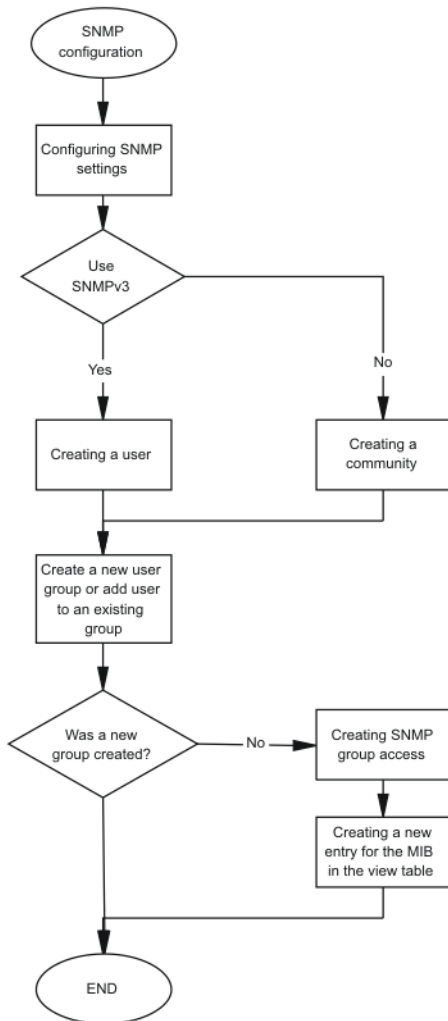 SNMP
configuration
Configuring SNMP
settings
Use
SNMPv3
Yes
No
Creating a user
Creating a
community
Create a new user
group or add user
to an existing
group
Was a new
group created?
No
Creating SNMP
group access
Creating a new
entry for the MIB
in the view table
END